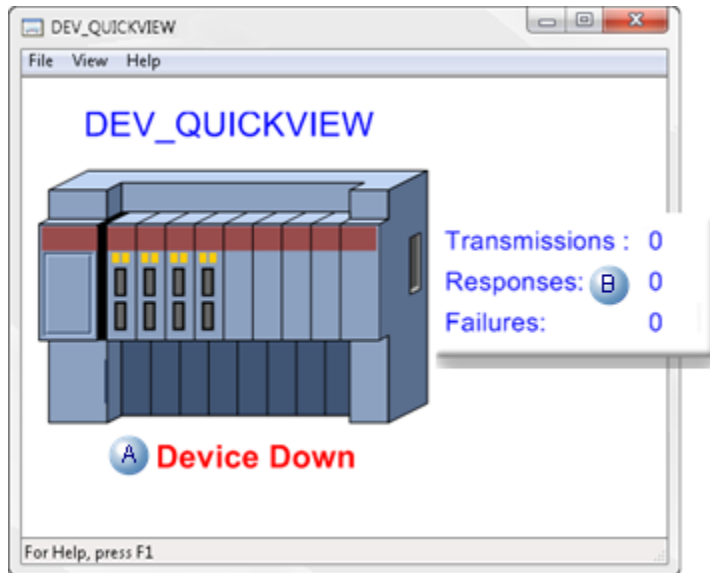 DEV_QUICKVIEW
File View Help
DEV_QUICKVIEW
Transmissions : 0
Responses: B 0
Failures: 0
A Device Down
For Help, press F1